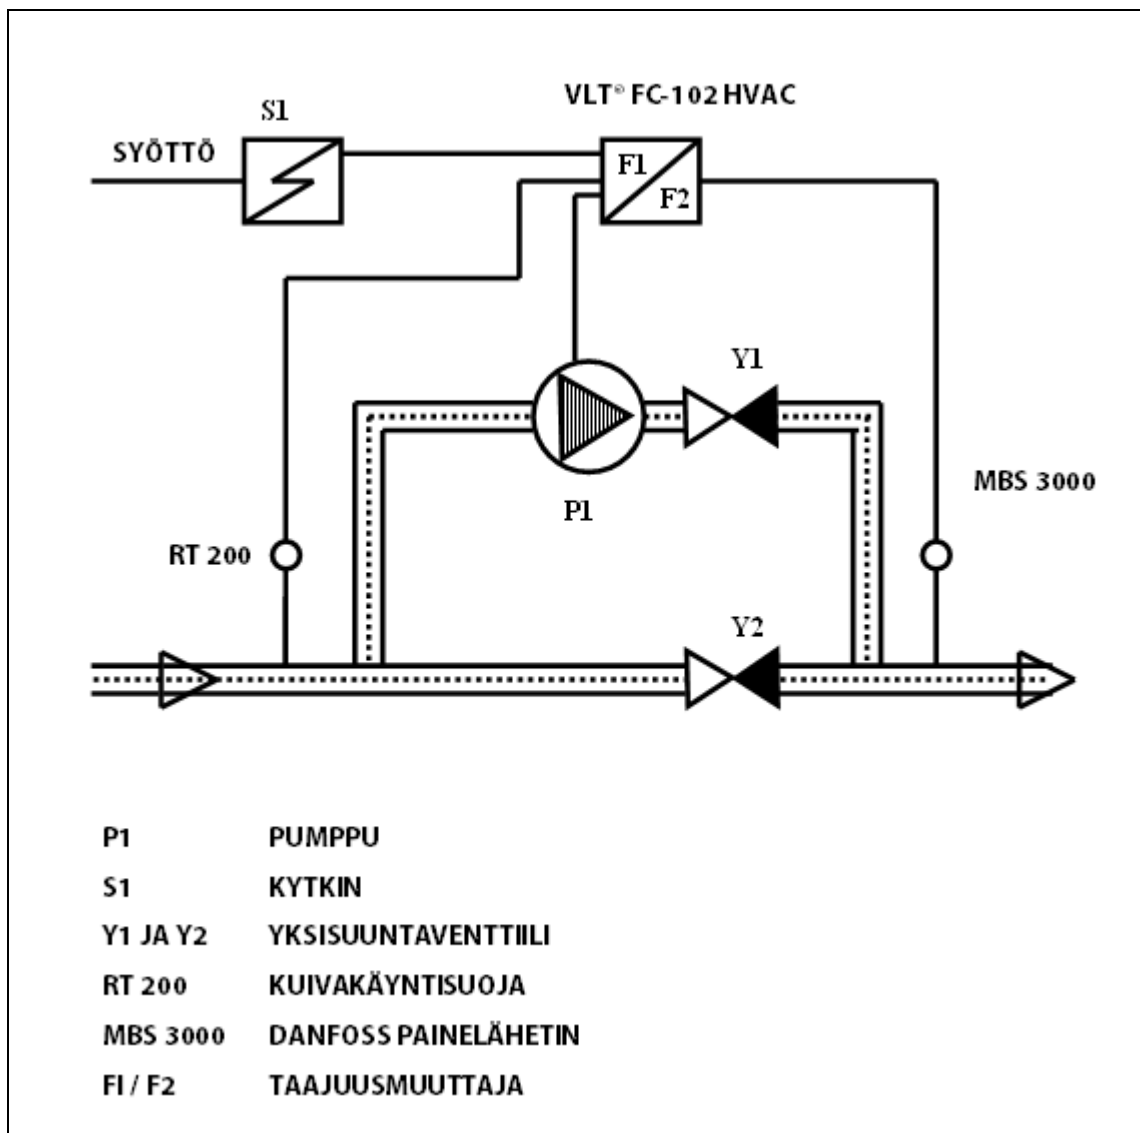 VLT® FC-102 HVAC
S1
SYÖTTÖ
F1
F2
Y1
P1
MBS 3000
RT 200
Y2
P1 PUMPPU
S1 KYTKIN
Y1 JA Y2 YKSISUUNTAVENTTIILI
RT 200 KUIVAKÄYNTISUOJA
MBS 3000 DANFOSS PAINELÄHETIN
FI / F2 TAAJUUSMUUTTAJA